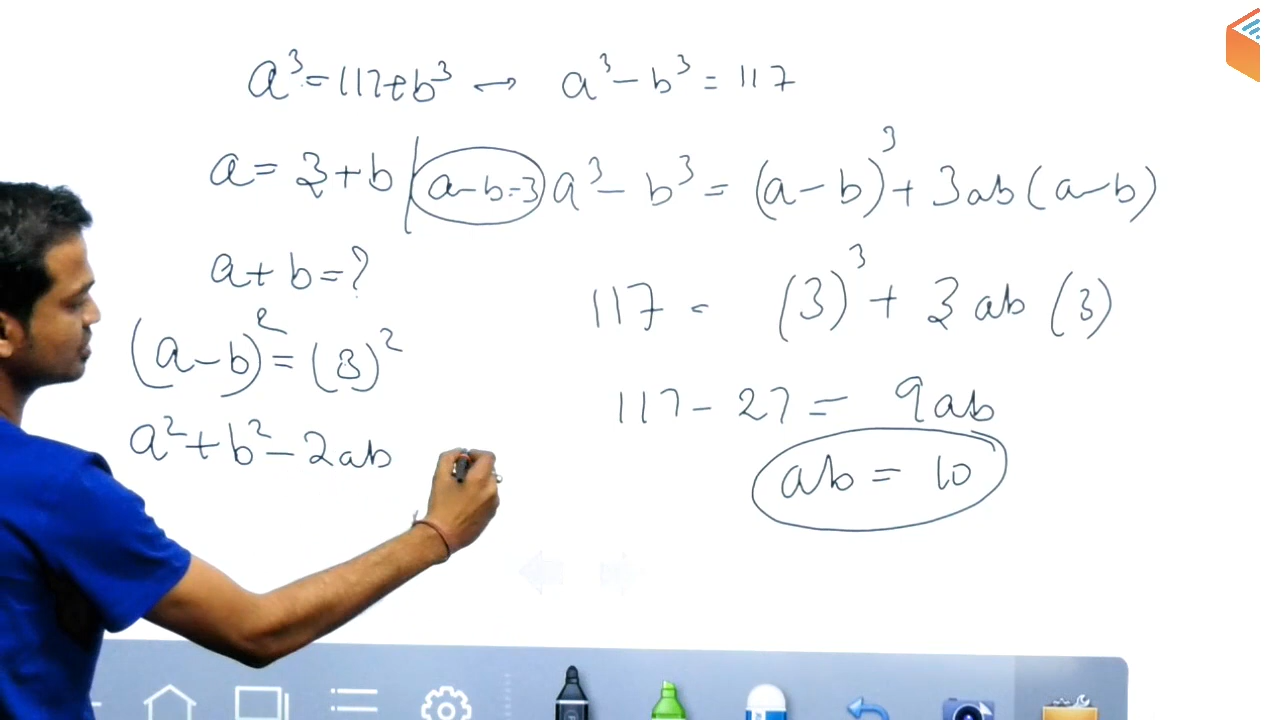 a³ = 117 + b³ → a³ - b³ = 117
a = 3 + b | a - b = 3 a³ - b³ = (a - b)³ + 3ab(a - b)
a + b = ?
117 = (3)³ + 3ab(3)
(a - b)² = (3)²
117 - 27 = 9ab
a² + b² - 2ab
ab = 10